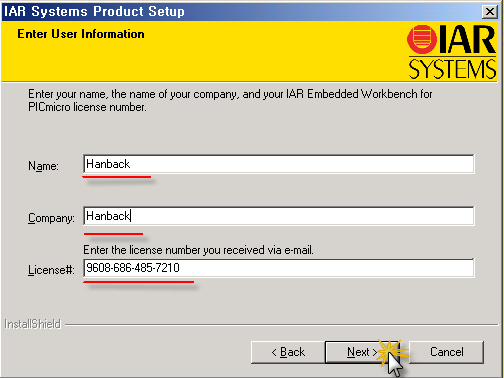 IAR Systems Product Setup
Enter User Information
IAR
SYSTEMS
Enter your name, the name of your company, and your IAR Embedded Workbench for
PICmicro license number.
Name: Hanback
Company: Hanback
Enter the license number you received via e-mail.
License#: 9608-686-485-7210
InstallShield
< Back Next > Cancel